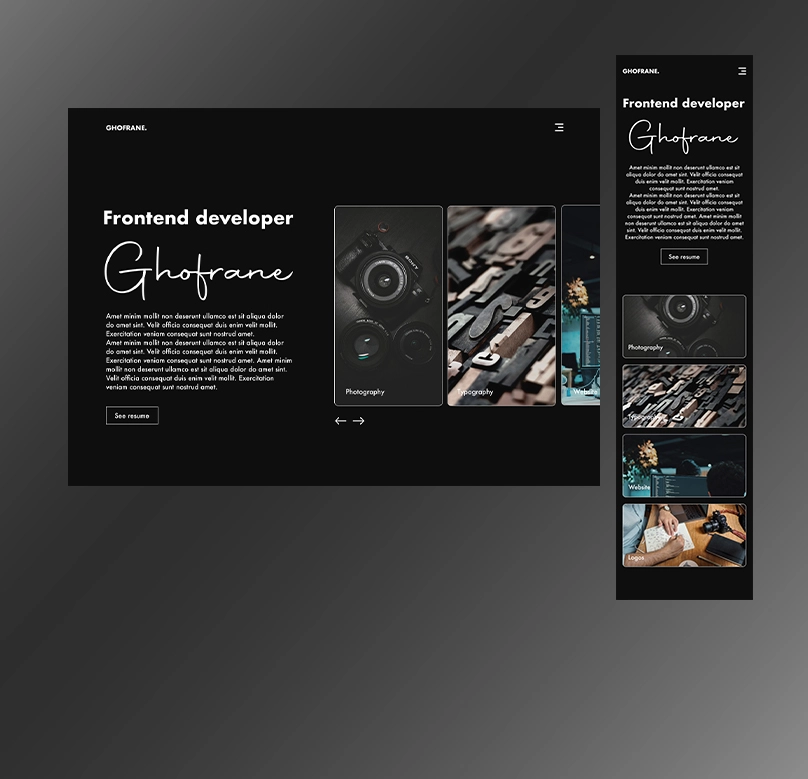 GHOFRANE.
Frontend developer
Ghofrane
Amet minim mollit non deserunt ullamco est sit aliqua dolor
do amet sint. Velit officia consequat duis enim velit mollit.
Exercitation veniam consequat sunt nostrud amet.
Amet minim mollit non deserunt ullamco est sit aliqua dolor
do amet sint. Velit officia consequat duis enim velit mollit.
Exercitation veniam consequat sunt nostrud amet. Amet minim
mollit non deserunt ullamco est sit aliqua dolor do amet sint.
Velit officia consequat duis enim velit mollit. Exercitation
veniam consequat sunt nostrud amet.
See resume
SONY
Photography
Typography
Website
GHOFRANE.
Frontend developer
Ghofrane
Amet minim mollit non deserunt ullamco est sit
aliqua dolor do amet sint. Velit officia consequat
duis enim velit mollit. Exercitation veniam
consequat sunt nostrud amet.
Amet minim mollit non deserunt ullamco est sit
aliqua dolor do amet sint. Velit officia consequat
duis enim velit mollit. Exercitation veniam
consequat sunt nostrud amet. Amet minim mollit
non deserunt ullamco est sit aliqua dolor do amet
sint. Velit officia consequat duis enim velit mollit.
Exercitation veniam consequat sunt nostrud amet.
See resume
Photography
Typography
Website
Logos